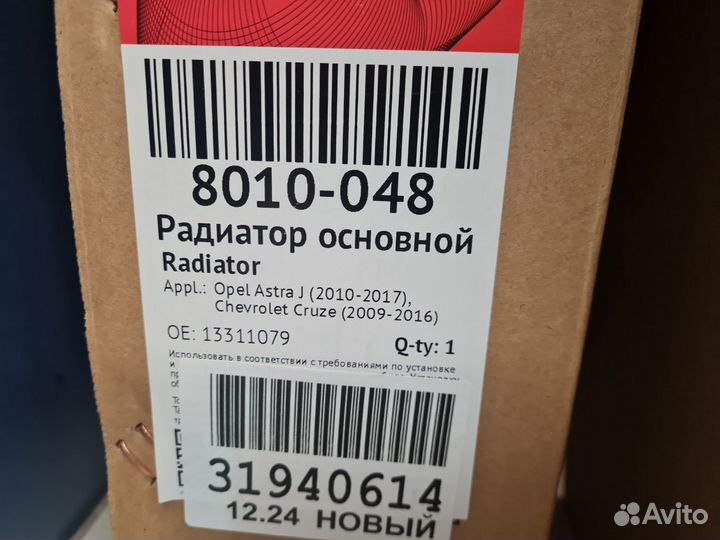 8010-048
Радиатор основной
Radiator
Appl.: Opel Astra J (2010-2017),
Chevrolet Cruze (2009-2016)
OE: 13311079
Q-ty: 1
Использовать в соответствии с требованиями по установке
31940614
12.24 НОВЫЙ
Avito